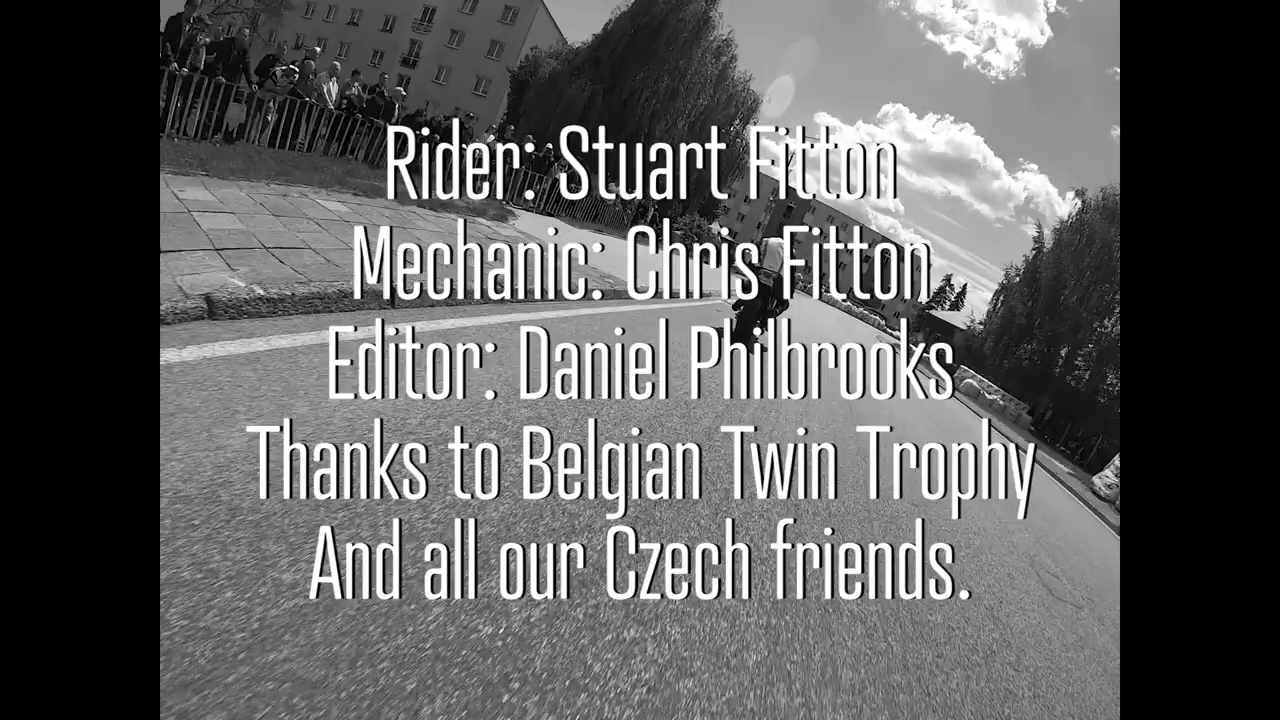 Rider: Stuart Fitton
Mechanic: Chris Fitton
Editor: Daniel Philbrooks
Thanks to Belgian Twin Trophy
And all our Czech friends.